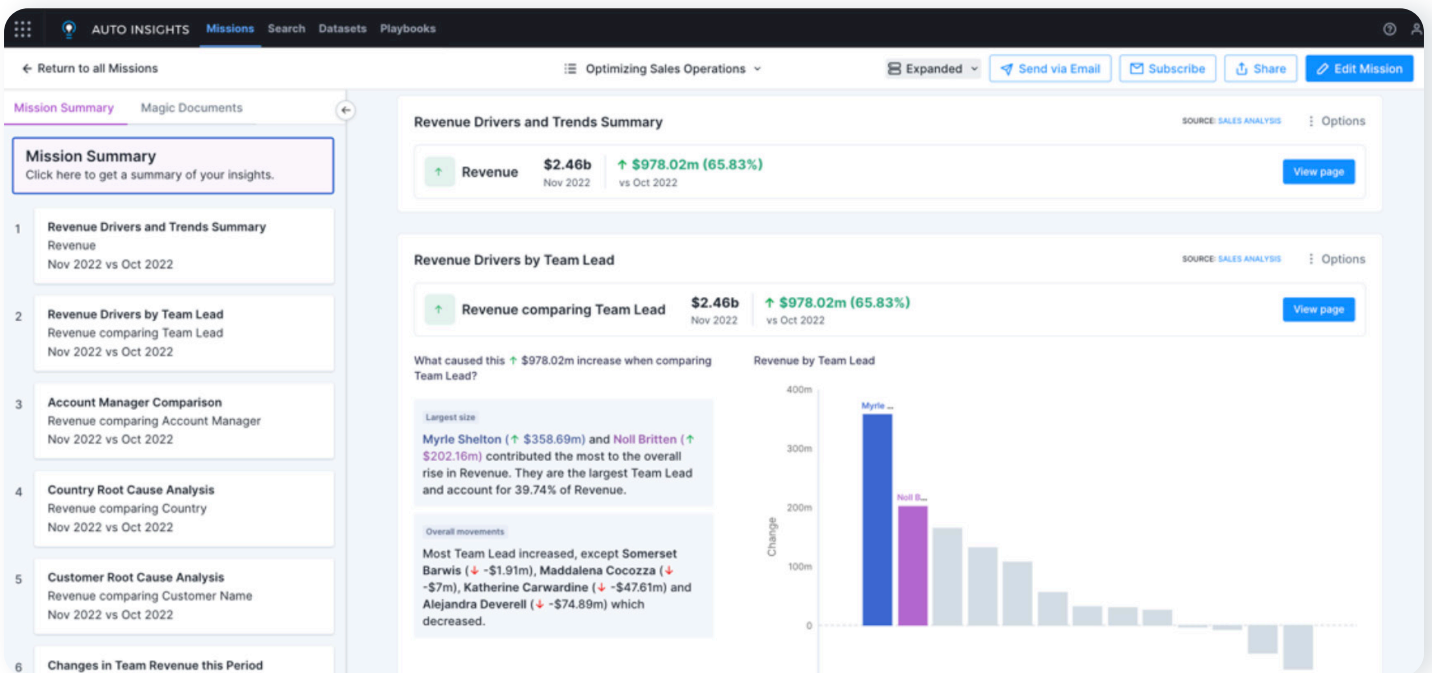 AUTO INSIGHTS Missions Search Datasets Playbooks
← Return to all Missions
Optimizing Sales Operations
Expanded
Send via Email
Subscribe
Share
Edit Mission
Mission Summary Magic Documents
Mission Summary
Click here to get a summary of your insights.
1
Revenue Drivers and Trends Summary
Revenue
Nov 2022 vs Oct 2022
2
Revenue Drivers by Team Lead
Revenue comparing Team Lead
Nov 2022 vs Oct 2022
3
Account Manager Comparison
Revenue comparing Account Manager
Nov 2022 vs Oct 2022
4
Country Root Cause Analysis
Revenue comparing Country
Nov 2022 vs Oct 2022
5
Customer Root Cause Analysis
Revenue comparing Customer Name
Nov 2022 vs Oct 2022
6
Changes in Team Revenue this Period
Revenue Drivers and Trends Summary
SOURCE: SALES ANALYSIS
Options
↑ Revenue
$2.46b
Nov 2022
↑ $978.02m (65.83%)
vs Oct 2022
View page
Revenue Drivers by Team Lead
SOURCE: SALES ANALYSIS
Options
↑ Revenue comparing Team Lead
$2.46b
Nov 2022
↑ $978.02m (65.83%)
vs Oct 2022
View page
What caused this ↑ $978.02m increase when comparing
Team Lead?
Largest size
Myrle Shelton (↑ $358.69m) and Noll Britten (↑
$202.16m) contributed the most to the overall
rise in Revenue. They are the largest Team Lead
and account for 39.74% of Revenue.
Overall movements
Most Team Lead increased, except Somerset
Barwis (↓ -$1.91m), Maddalena Cocozza (↓
-$7m), Katherine Carwardine (↓ -$47.61m) and
Alejandra Deverell (↓ -$74.89m) which
decreased.
Revenue by Team Lead
400m
Myrle ...
300m
Noll B...
200m
Change
100m
0